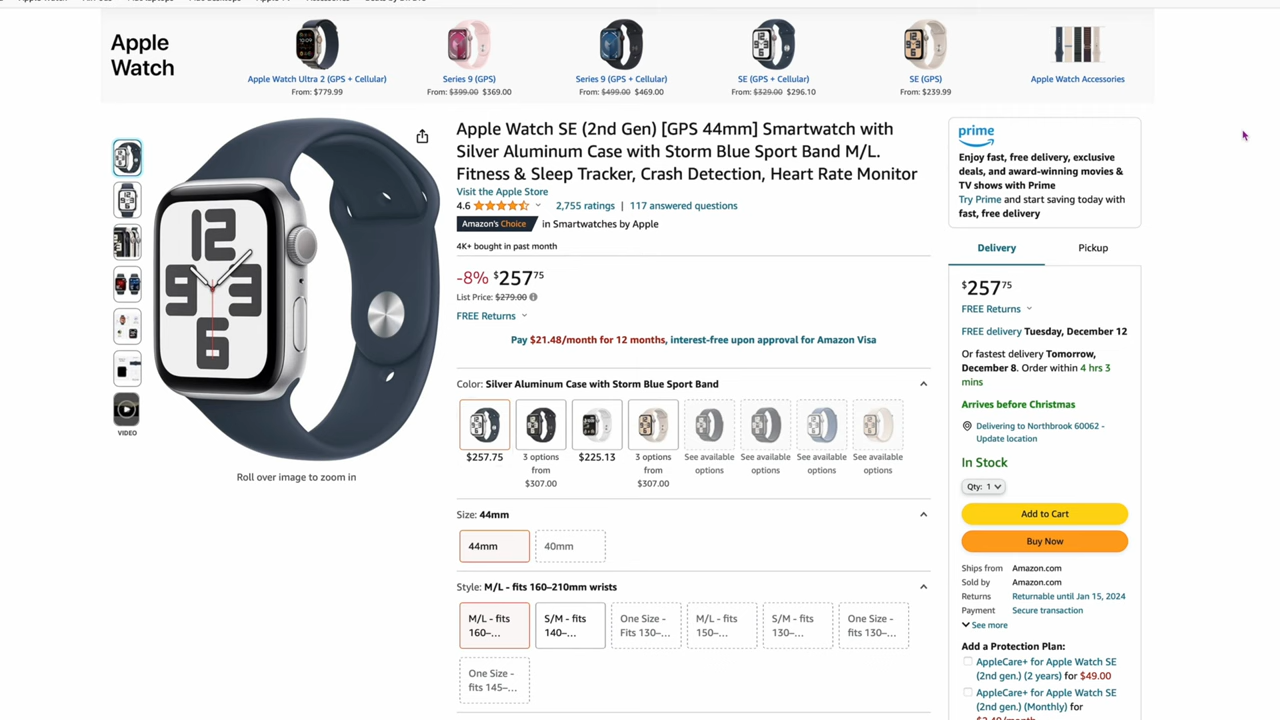 Apple
Watch
Apple Watch Ultra 2 (GPS + Cellular)
From: $779.99
Series 9 (GPS)
From: $399.00 $369.00
Series 9 (GPS + Cellular)
From: $499.00 $469.00
SE (GPS + Cellular)
From: $329.00 $296.10
SE (GPS)
From: $239.99
Apple Watch Accessories
12
9 3
6
VIDEO
Roll over image to zoom in
Apple Watch SE (2nd Gen) [GPS 44mm] Smartwatch with
Silver Aluminum Case with Storm Blue Sport Band M/L.
Fitness & Sleep Tracker, Crash Detection, Heart Rate Monitor
Visit the Apple Store
4.6 2,755 ratings | 117 answered questions
Amazon's Choice in Smartwatches by Apple
4K+ bought in past month
-8% $257 75
List Price: $279.00
FREE Returns
Pay $21.48/month for 12 months, interest-free upon approval for Amazon Visa
Color: Silver Aluminum Case with Storm Blue Sport Band
$257.75
3 options
from
$307.00
$225.13
3 options
from
$307.00
See available
options
See available
options
See available
options
See available
options
Size: 44mm
44mm
40mm
Style: M/L - fits 160–210mm wrists
M/L - fits
160–...
S/M - fits
140–...
One Size -
Fits 130–...
M/L - fits
150–...
S/M - fits
130–...
One Size -
fits 130–...
One Size -
fits 145–...
prime
Enjoy fast, free delivery, exclusive
deals, and award-winning movies &
TV shows with Prime
Try Prime and start saving today with
fast, free delivery
Delivery
Pickup
$257 75
FREE Returns
FREE delivery Tuesday, December 12
Or fastest delivery Tomorrow,
December 8. Order within 4 hrs 3
mins
Arrives before Christmas
Delivering to Northbrook 60062 -
Update location
In Stock
Qty: 1
Add to Cart
Buy Now
Ships from Amazon.com
Sold by Amazon.com
Returns Returnable until Jan 15, 2024
Payment Secure transaction
See more
Add a Protection Plan:
AppleCare+ for Apple Watch SE
(2nd gen.) (2 years) for $49.00
AppleCare+ for Apple Watch SE
(2nd gen.) (Monthly) for